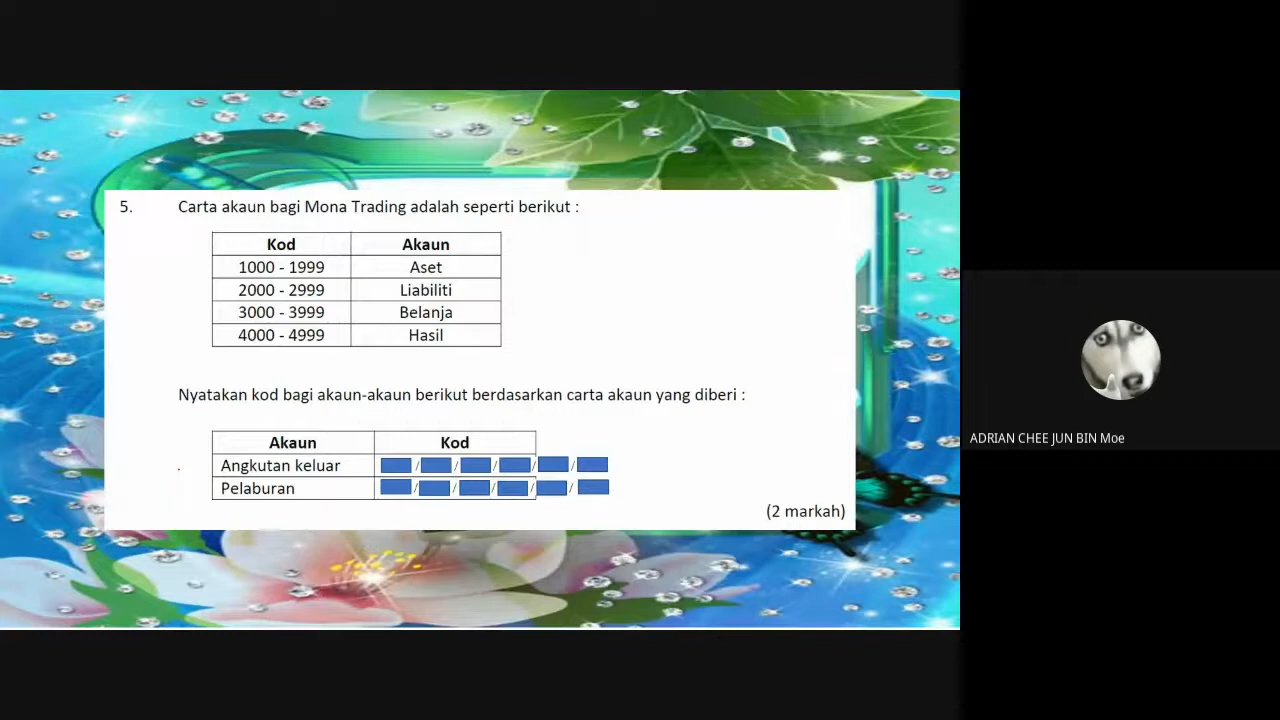 5. Carta akaun bagi Mona Trading adalah seperti berikut :
Kod Akaun
1000 - 1999 Aset
2000 - 2999 Liabiliti
3000 - 3999 Belanja
4000 - 4999 Hasil
Nyatakan kod bagi akaun-akaun berikut berdasarkan carta akaun yang diberi :
Akaun Kod
Angkutan keluar / / / / /
Pelaburan / / / / /
(2 markah)
ADRIAN CHEE JUN BIN Moe